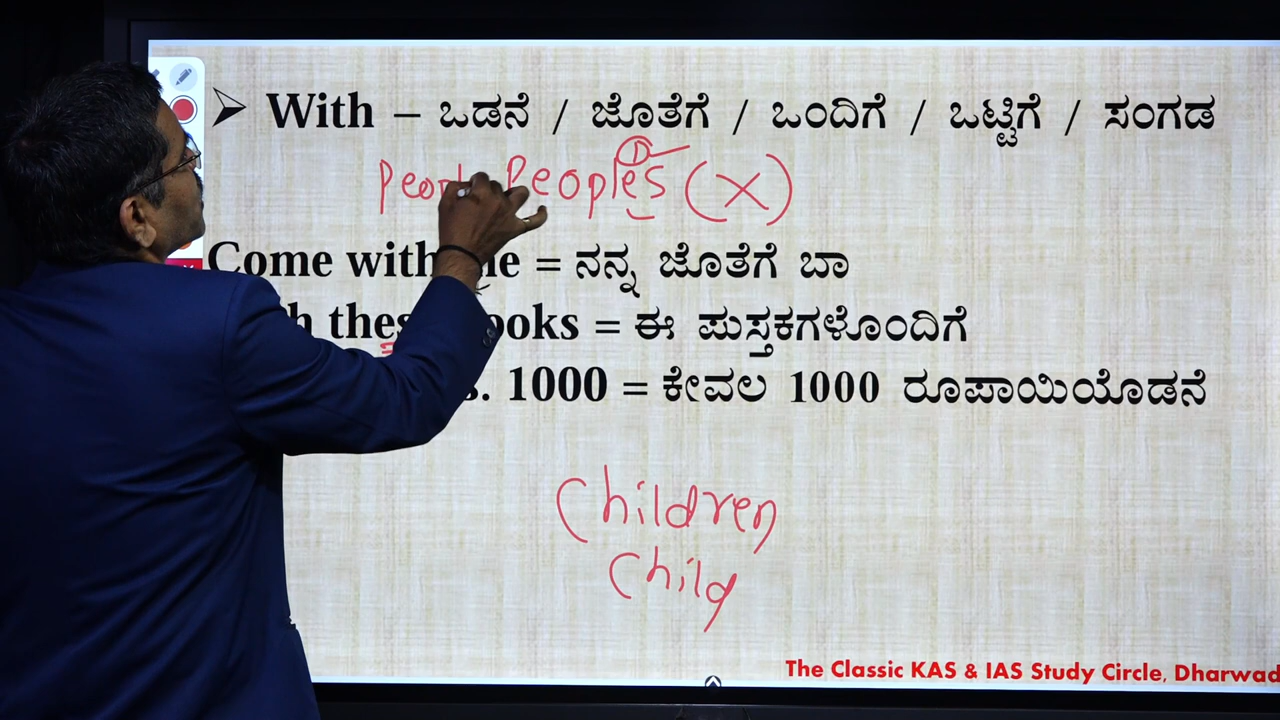 ➢ With – ಒಡನೆ / ಜೊತೆಗೆ / ಒಂದಿಗೆ / ಒಟ್ಟಿಗೆ / ಸಂಗಡ
Peoples (X)
Come with = ನನ್ನ ಜೊತೆಗೆ ಬಾ
= ಈ ಪುಸ್ತಕಗಳೊಂದಿಗೆ
1000 = ಕೇವಲ 1000 ರೂಪಾಯಿಯೊಡನೆ
Children
Child
The Classic KAS & IAS Study Circle, Dharwad